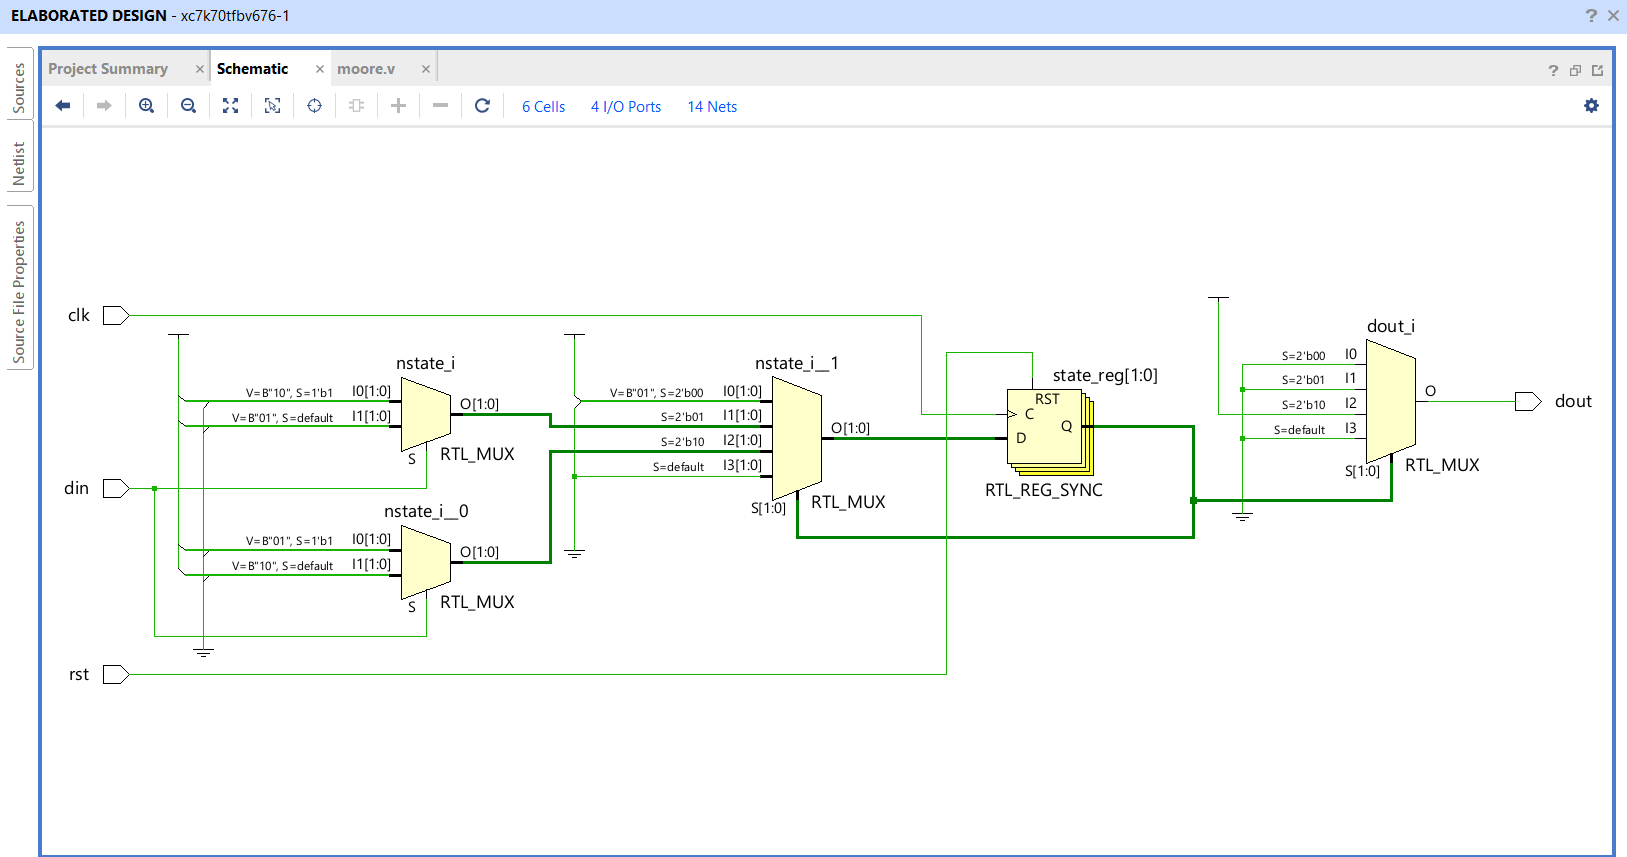 ELABORATED DESIGN - xc7k70tfbv676-1
? ×
Sources
Netlist
Source File Properties
Project Summary × Schematic × moore.v ×
?
6 Cells 4 I/O Ports 14 Nets
clk
din
rst
nstate_i
V=B"10", S=1'b1 I0[1:0]
V=B"01", S=default I1[1:0]
O[1:0]
S
RTL_MUX
nstate_i__0
V=B"01", S=1'b1 I0[1:0]
V=B"10", S=default I1[1:0]
O[1:0]
S
RTL_MUX
nstate_i__1
V=B"01", S=2'b00 I0[1:0]
S=2'b01 I1[1:0]
S=2'b10 I2[1:0]
S=default I3[1:0]
O[1:0]
S[1:0]
RTL_MUX
state_reg[1:0]
RST
C
D
Q
RTL_REG_SYNC
dout_i
S=2'b00 I0
S=2'b01 I1
S=2'b10 I2
S=default I3
O
S[1:0]
RTL_MUX
dout